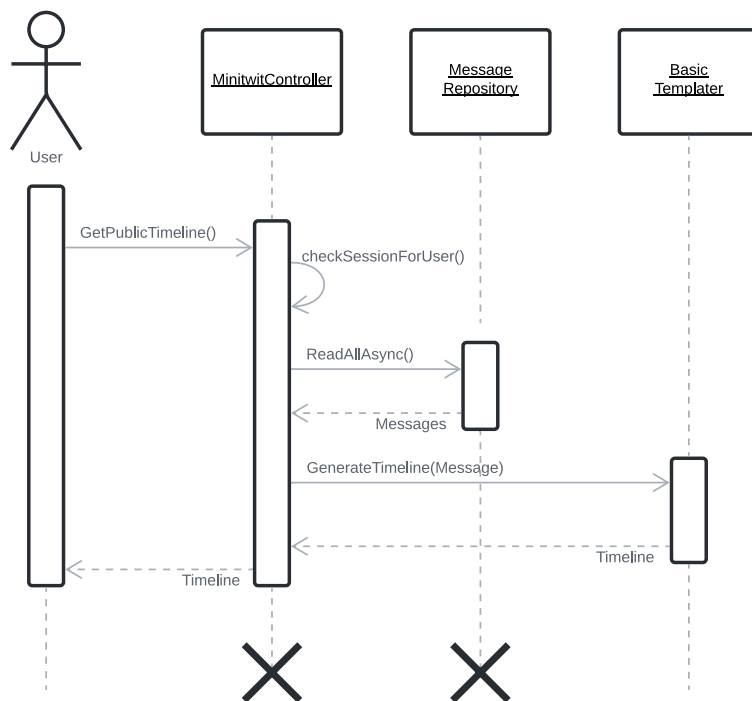 MinitwitController
Message
Repository
Basic
Templater
User
GetPublicTimeline()
checkSessionForUser()
ReadAllAsync()
Messages
GenerateTimeline(Message)
Timeline
Timeline